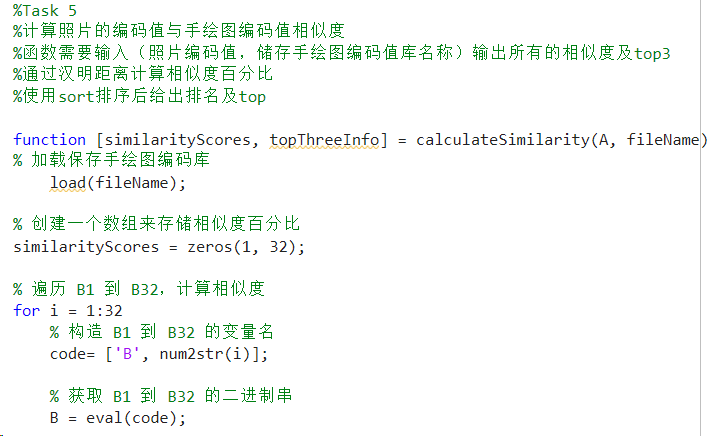 %Task 5
%计算照片的编码值与手绘图编码值相似度
%函数需要输入（照片编码值，储存手绘图编码值库名称）输出所有的相似度及top3
%通过汉明距离计算相似度百分比
%使用sort排序后给出排名及top
function [similarityScores, topThreeInfo] = calculateSimilarity(A, fileName)
% 加载保存手绘图编码库
load(fileName);
% 创建一个数组来存储相似度百分比
similarityScores = zeros(1, 32);
% 遍历 B1 到 B32，计算相似度
for i = 1:32
% 构造 B1 到 B32 的变量名
code= ['B', num2str(i)];
% 获取 B1 到 B32 的二进制串
B = eval(code);